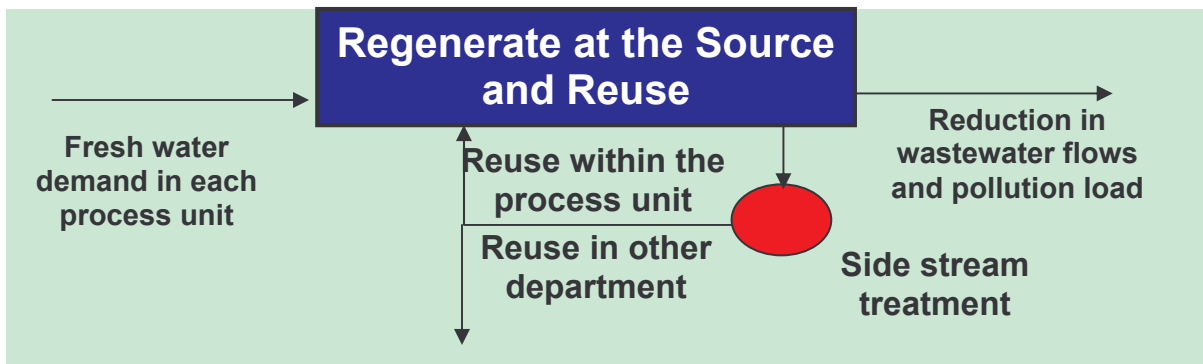 Regenerate at the Source
and Reuse
Fresh water
demand in each
process unit
Reuse within the
process unit
Reuse in other
department
Side stream
treatment
Reduction in
wastewater flows
and pollution load